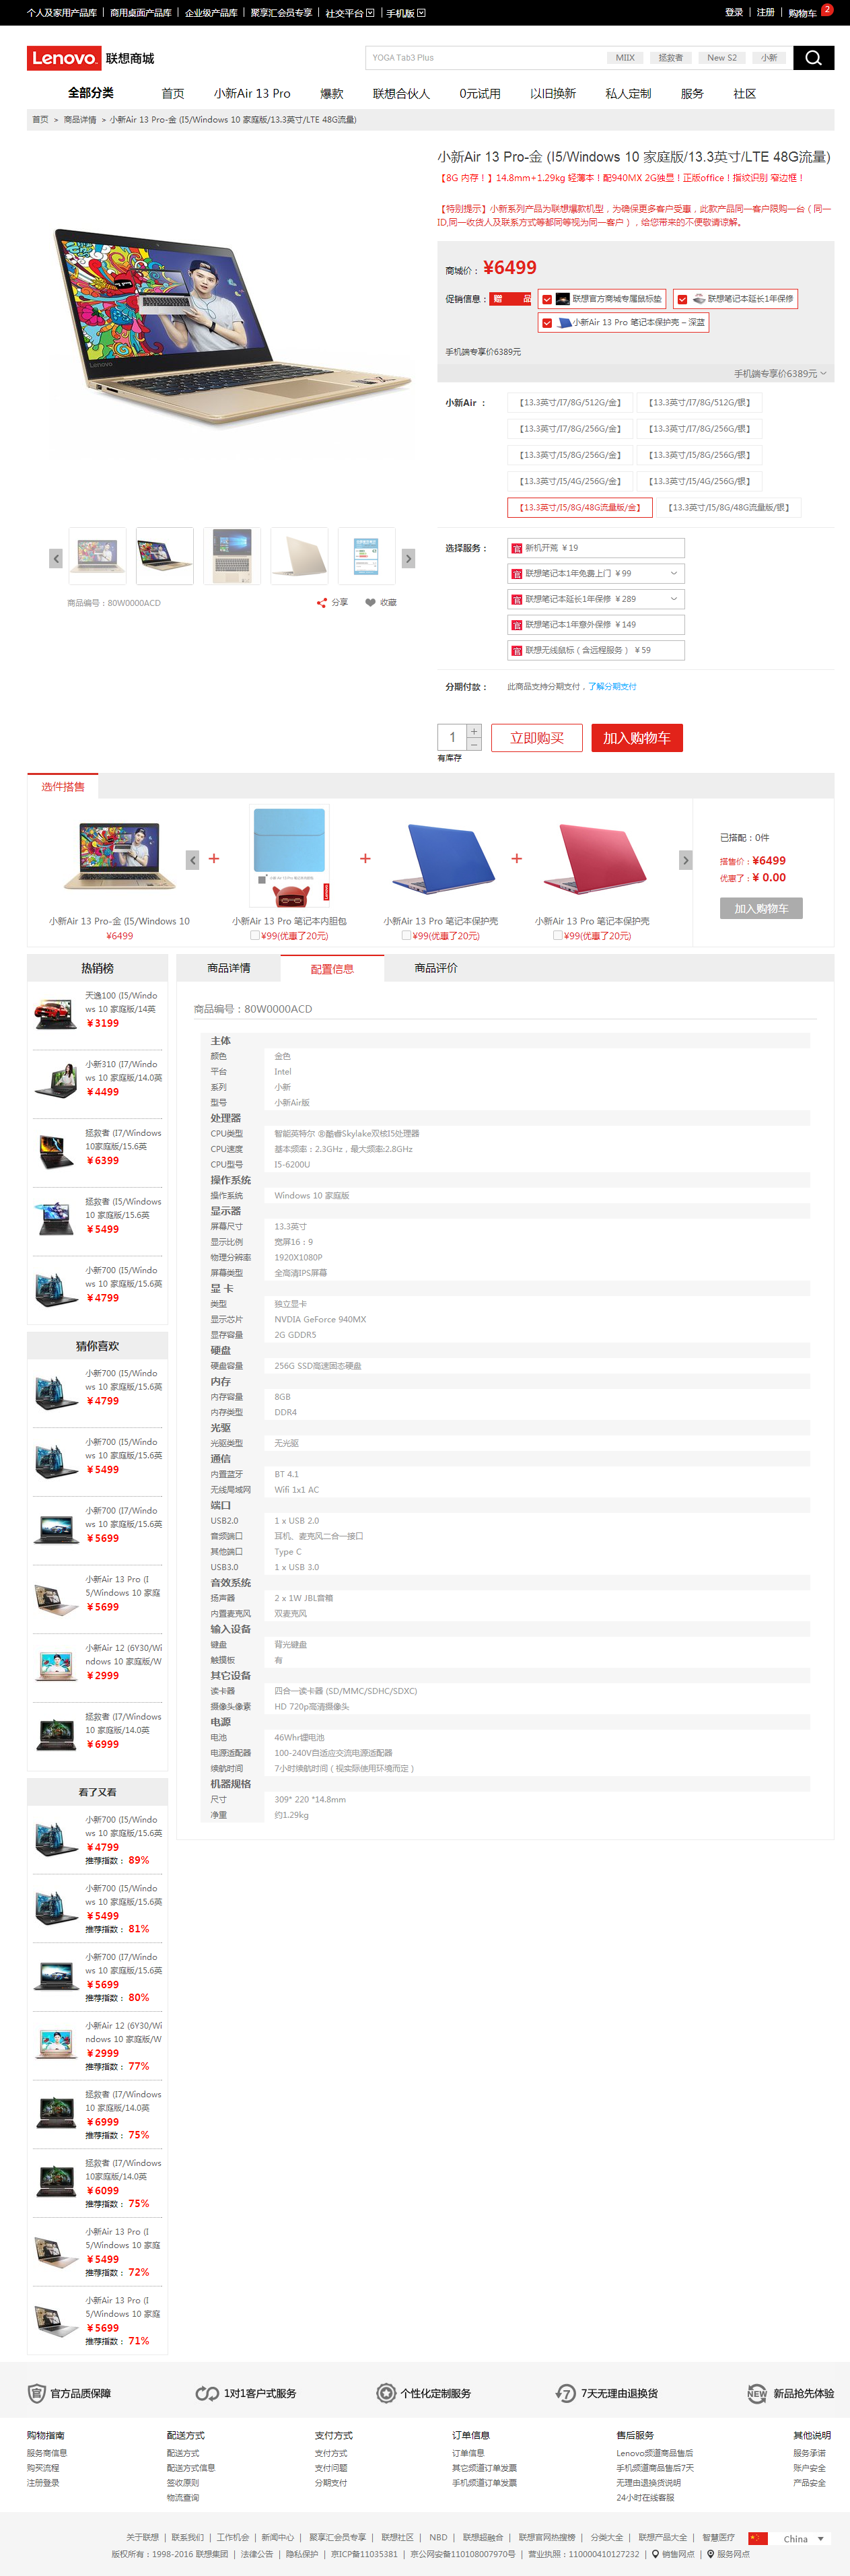 个人及家用产品库 | 商用桌面产品库 | 企业级产品库 | 聚享汇会员专享 | 社交平台 | 手机版
登录 | 注册 | 购物车 2
Lenovo 联想商城
YOGA Tab3 Plus MIIX 拯救者 New S2 小新
全部分类 首页 小新Air 13 Pro 爆款 联想合伙人 0元试用 以旧换新 私人定制 服务 社区
首页 > 商品详情 > 小新Air 13 Pro-金 (I5/Windows 10 家庭版/13.3英寸/LTE 48G流量)
小新Air 13 Pro-金 (I5/Windows 10 家庭版/13.3英寸/LTE 48G流量)
【8G 内存！】14.8mm+1.29kg 轻薄本！配940MX 2G独显！正版office！指纹识别 窄边框！
【特别提示】小新系列产品为联想爆款机型，为确保更多客户受惠，此款产品同一客户限购一台（同一
ID,同一收货人及联系方式等都同等视为同一客户），给您带来的不便敬请谅解。
商城价： ¥6499
促销信息： 赠 品 联想官方商城专属鼠标垫 联想笔记本延长1年保修
小新Air 13 Pro 笔记本保护壳 – 深蓝
手机端专享价6389元
手机端专享价6389元
小新Air ： 【13.3英寸/I7/8G/512G/金】 【13.3英寸/I7/8G/512G/银】
【13.3英寸/I7/8G/256G/金】 【13.3英寸/I7/8G/256G/银】
【13.3英寸/I5/8G/256G/金】 【13.3英寸/I5/8G/256G/银】
【13.3英寸/I5/4G/256G/金】 【13.3英寸/I5/4G/256G/银】
【13.3英寸/I5/8G/48G流量版/金】 【13.3英寸/I5/8G/48G流量版/银】
选择服务： 官 新机开荒 ¥19
官 联想笔记本1年免费上门 ¥99
官 联想笔记本延长1年保修 ¥289
官 联想笔记本1年意外保修 ¥149
官 联想无线鼠标（含远程服务） ¥59
商品编号：80W0000ACD 分享 收藏
分期付款： 此商品支持分期支付，了解分期支付
1 + − 立即购买 加入购物车
有库存
选件搭售
小新Air 13 Pro-金 (I5/Windows 10
¥6499
+
小新Air 13 Pro 笔记本内胆包
¥99(优惠了20元)
+
小新Air 13 Pro 笔记本保护壳
¥99(优惠了20元)
+
小新Air 13 Pro 笔记本保护壳
¥99(优惠了20元)
已搭配：0件
搭售价：¥6499
优惠了：¥ 0.00
加入购物车
热销榜
天逸100 (I5/Windo
ws 10 家庭版/14英
¥3199
小新310 (I7/Windo
ws 10 家庭版/14.0英
¥4499
拯救者 (I7/Windows
10家庭版/15.6英
¥6399
拯救者 (I5/Windows
10 家庭版/15.6英
¥5499
小新700 (I5/Windo
ws 10 家庭版/15.6英
¥4799
猜你喜欢
小新700 (I5/Windo
ws 10 家庭版/15.6英
¥4799
小新700 (I5/Windo
ws 10 家庭版/15.6英
¥5499
小新700 (I7/Windo
ws 10 家庭版/15.6英
¥5699
小新Air 13 Pro (I
5/Windows 10 家庭
¥5699
小新Air 12 (6Y30/Wi
ndows 10 家庭版/W
¥2999
拯救者 (I7/Windows
10 家庭版/14.0英
¥6999
看了又看
小新700 (I5/Windo
ws 10 家庭版/15.6英
¥4799
推荐指数： 89%
小新700 (I5/Windo
ws 10 家庭版/15.6英
¥5499
推荐指数： 81%
小新700 (I7/Windo
ws 10 家庭版/15.6英
¥5699
推荐指数： 80%
小新Air 12 (6Y30/Wi
ndows 10 家庭版/W
¥2999
推荐指数： 77%
拯救者 (I7/Windows
10 家庭版/14.0英
¥6999
推荐指数： 75%
拯救者 (I7/Windows
10家庭版/14.0英
¥6099
推荐指数： 75%
小新Air 13 Pro (I
5/Windows 10 家庭
¥5499
推荐指数： 72%
小新Air 13 Pro (I
5/Windows 10 家庭
¥5699
推荐指数： 71%
商品详情 配置信息 商品评价
商品编号：80W0000ACD
主体
颜色 金色
平台 Intel
系列 小新
型号 小新Air版
处理器
CPU类型 智能英特尔 ®酷睿Skylake双核I5处理器
CPU速度 基本频率：2.3GHz，最大频率:2.8GHz
CPU型号 I5-6200U
操作系统
操作系统 Windows 10 家庭版
显示器
屏幕尺寸 13.3英寸
显示比例 宽屏16：9
物理分辨率 1920X1080P
屏幕类型 全高清IPS屏幕
显 卡
类型 独立显卡
显示芯片 NVDIA GeForce 940MX
显存容量 2G GDDR5
硬盘
硬盘容量 256G SSD高速固态硬盘
内存
内存容量 8GB
内存类型 DDR4
光驱
光驱类型 无光驱
通信
内置蓝牙 BT 4.1
无线局域网 Wifi 1x1 AC
端口
USB2.0 1 x USB 2.0
音频端口 耳机、麦克风二合一接口
其他端口 Type C
USB3.0 1 x USB 3.0
音效系统
扬声器 2 x 1W JBL音箱
内置麦克风 双麦克风
输入设备
键盘 背光键盘
触摸板 有
其它设备
读卡器 四合一读卡器 (SD/MMC/SDHC/SDXC)
摄像头像素 HD 720p高清摄像头
电源
电池 46Whr锂电池
电源适配器 100-240V自适应交流电源适配器
续航时间 7小时续航时间（视实际使用环境而定）
机器规格
尺寸 309* 220 *14.8mm
净重 约1.29kg
官方品质保障 1对1客户式服务 个性化定制服务 7天无理由退换货 新品抢先体验
购物指南 配送方式 支付方式 订单信息 售后服务 其他说明
服务商信息 配送方式 支付方式 订单信息 Lenovo频道商品售后 服务承诺
购买流程 配送方式信息 支付问题 其它频道订单发票 手机频道商品售后7天 账户安全
注册登录 签收原则 分期支付 手机频道订单发票 无理由退换货说明 产品安全
物流查询 24小时在线客服
关于联想 | 联系我们 | 工作机会 | 新闻中心 | 聚享汇会员专享 | 联想社区 | NBD | 联想超融合 | 联想官网热搜榜 | 分类大全 | 联想产品大全 | 智慧医疗 China
版权所有：1998-2016 联想集团 | 法律公告 | 隐私保护 | 京ICP备11035381 | 京公网安备110108007970号 | 营业执照：110000410127232 | 销售网点 | 服务网点